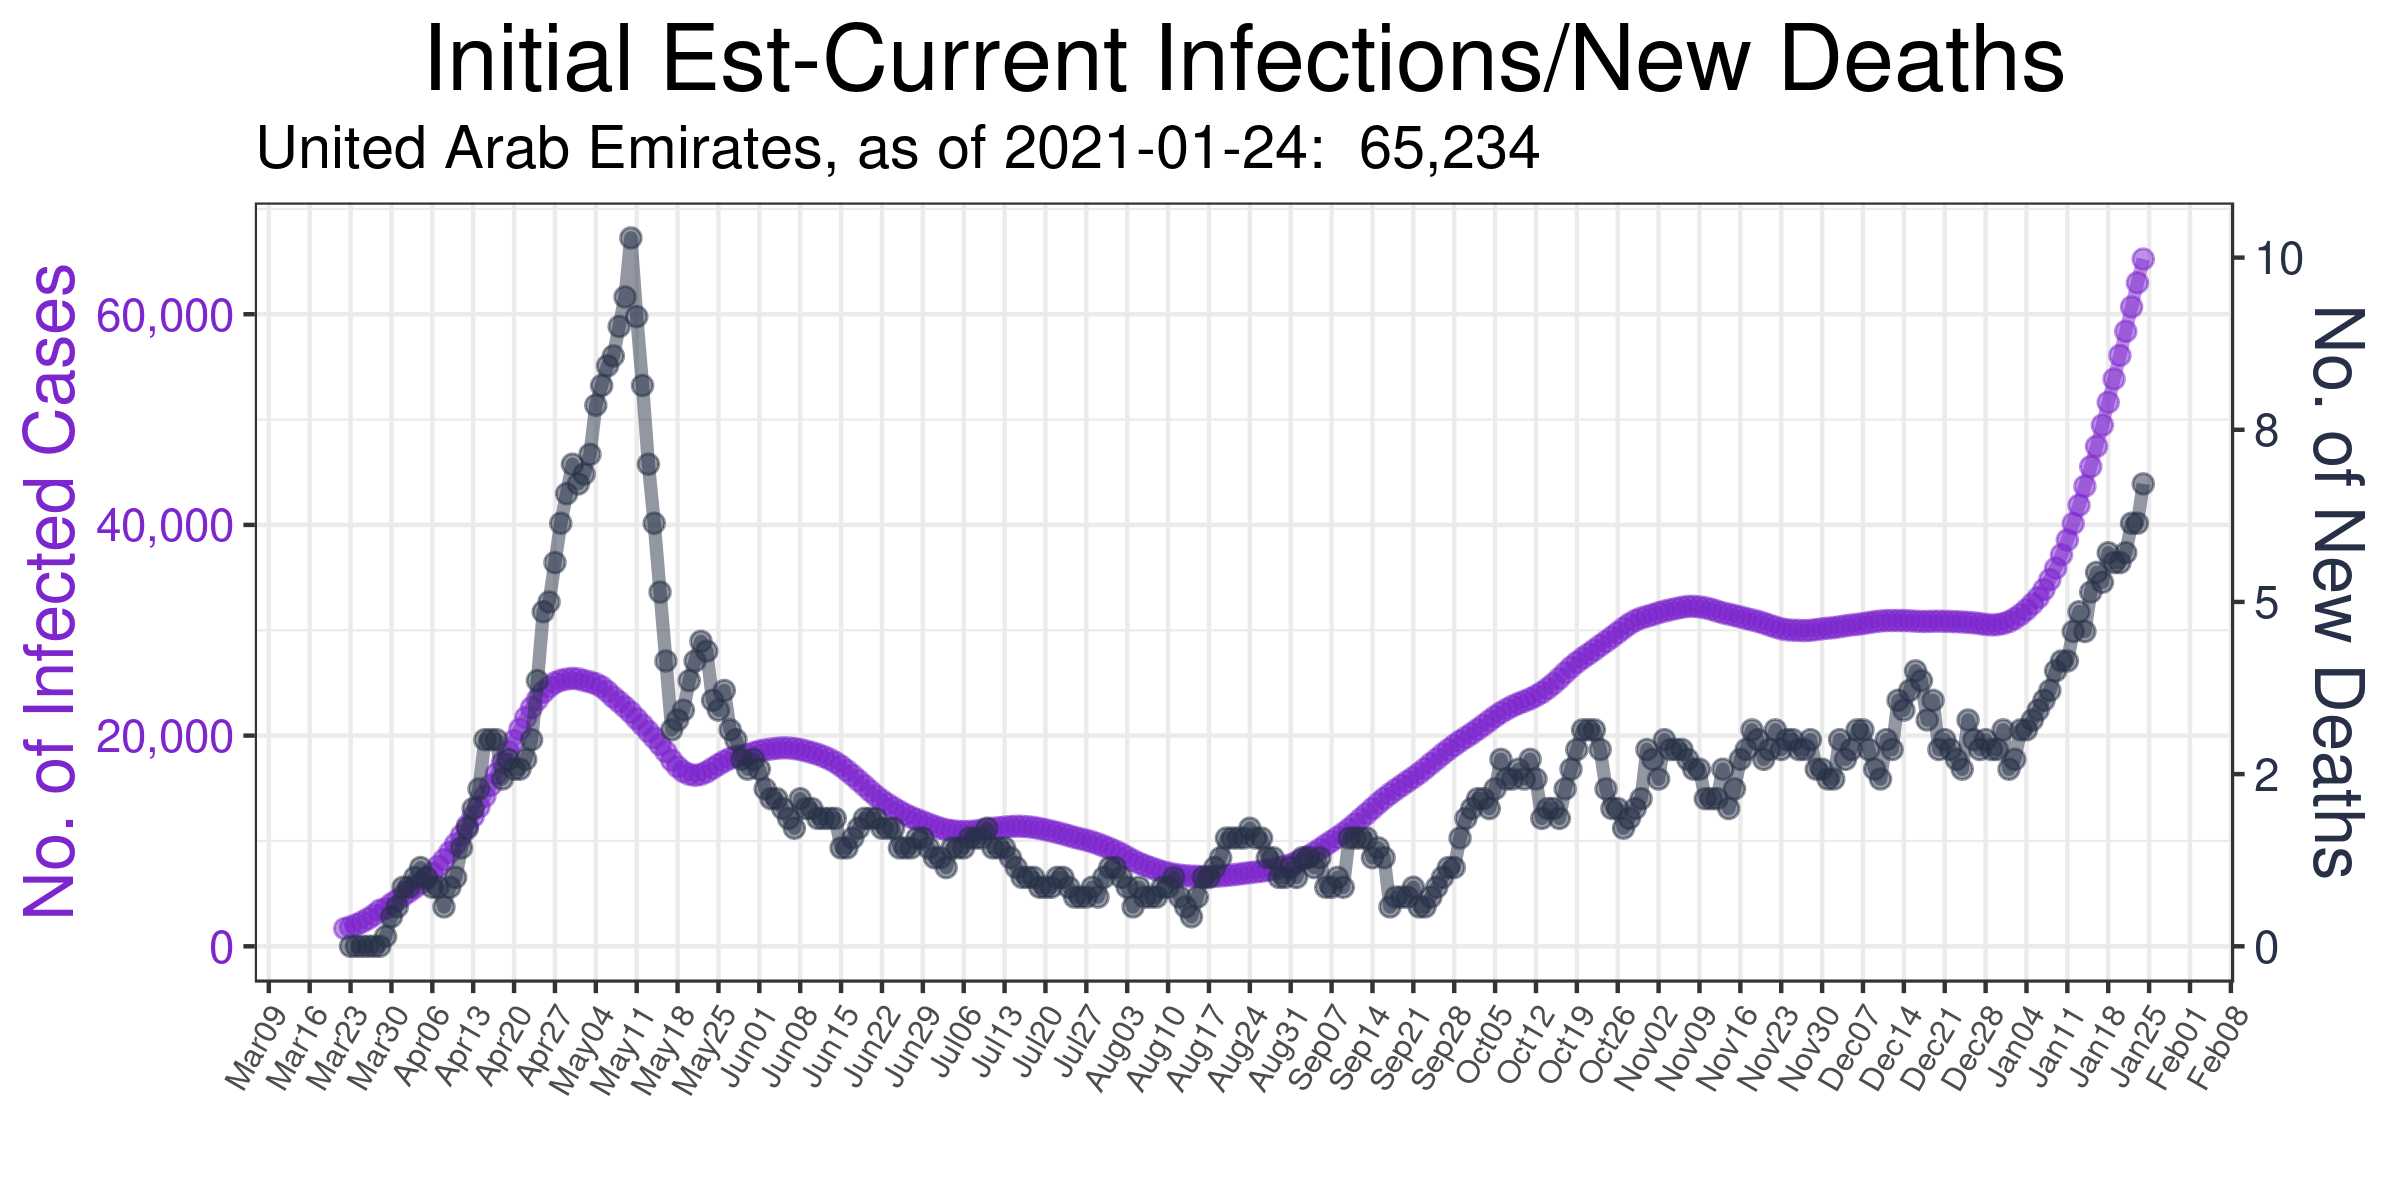 Initial Est-Current Infections/New Deaths
United Arab Emirates, as of 2021-01-24: 65,234
No. of Infected Cases
60,000
40,000
20,000
0
10
8
5
2
0
No. of New Deaths
Mar09
Mar16
Mar23
Mar30
Apr06
Apr13
Apr20
Apr27
May04
May11
May18
May25
Jun01
Jun08
Jun15
Jun22
Jun29
Jul06
Jul13
Jul20
Jul27
Aug03
Aug10
Aug17
Aug24
Aug31
Sep07
Sep14
Sep21
Sep28
Oct05
Oct12
Oct19
Oct26
Nov02
Nov09
Nov16
Nov23
Nov30
Dec07
Dec14
Dec21
Dec28
Jan04
Jan11
Jan18
Jan25
Feb01
Feb08